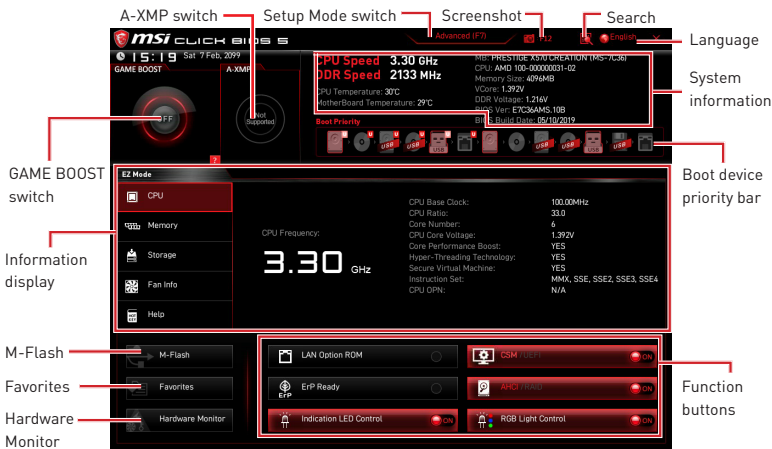 A-XMP switch
Setup Mode switch
Screenshot
Search
Language
System information
GAME BOOST switch
Boot device priority bar
Information display
M-Flash
Favorites
Hardware Monitor
Function buttons
msi CLICK BIOS 5
Advanced (F7)
F12
English
X
15:19 Sat 7 Feb, 2099
GAME BOOST
A-XMP
OFF
Not Supported
CPU Speed 3.30 GHz
DDR Speed 2133 MHz
CPU Temperature: 30°C
MotherBoard Temperature: 29°C
MB: PRESTIGE X570 CREATION (MS-7C36)
CPU: AMD 100-000000031-02
Memory Size: 4096MB
VCore: 1.392V
DDR Voltage: 1.216V
BIOS Ver: E7C36AMS.10B
BIOS Build Date: 05/10/2019
Boot Priority
U U U U U U
USB USB USB USB USB USB
?
EZ Mode
CPU
Memory
Storage
Fan Info
Help
CPU Frequency:
3.30 GHz
CPU Base Clock: 100.00MHz
CPU Ratio: 33.0
Core Number: 6
CPU Core Voltage: 1.392V
Core Performance Boost: YES
Hyper-Threading Technology: YES
Secure Virtual Machine: YES
Instruction Set: MMX, SSE, SSE2, SSE3, SSE4
CPU OPN: N/A
M-Flash
Favorites
Hardware Monitor
LAN Option ROM
CSM /UEFI ON
ErP
ErP Ready
AHCI /RAID ON
Indication LED Control ON
RGB Light Control ON